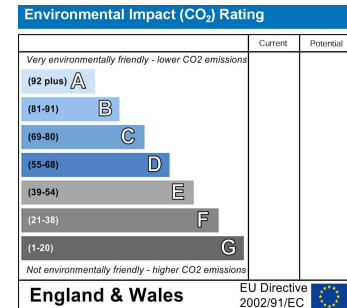 Environmental Impact (CO₂) Rating
Current Potential
Very environmentally friendly - lower CO2 emissions
(92 plus) A
(81-91) B
(69-80) C
(55-68) D
(39-54) E
(21-38) F
(1-20) G
Not environmentally friendly - higher CO2 emissions
England & Wales
EU Directive
2002/91/EC